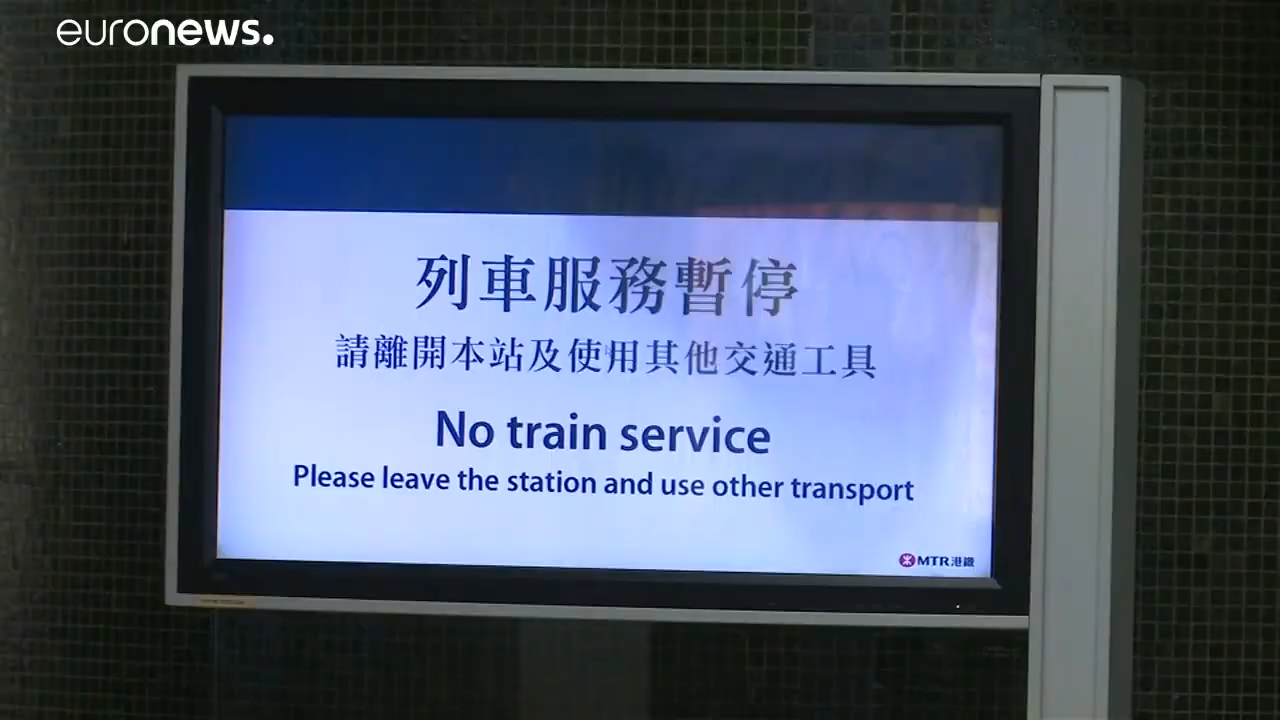 euronews.
列車服務暫停
請離開本站及使用其他交通工具
No train service
Please leave the station and use other transport
MTR港鐵